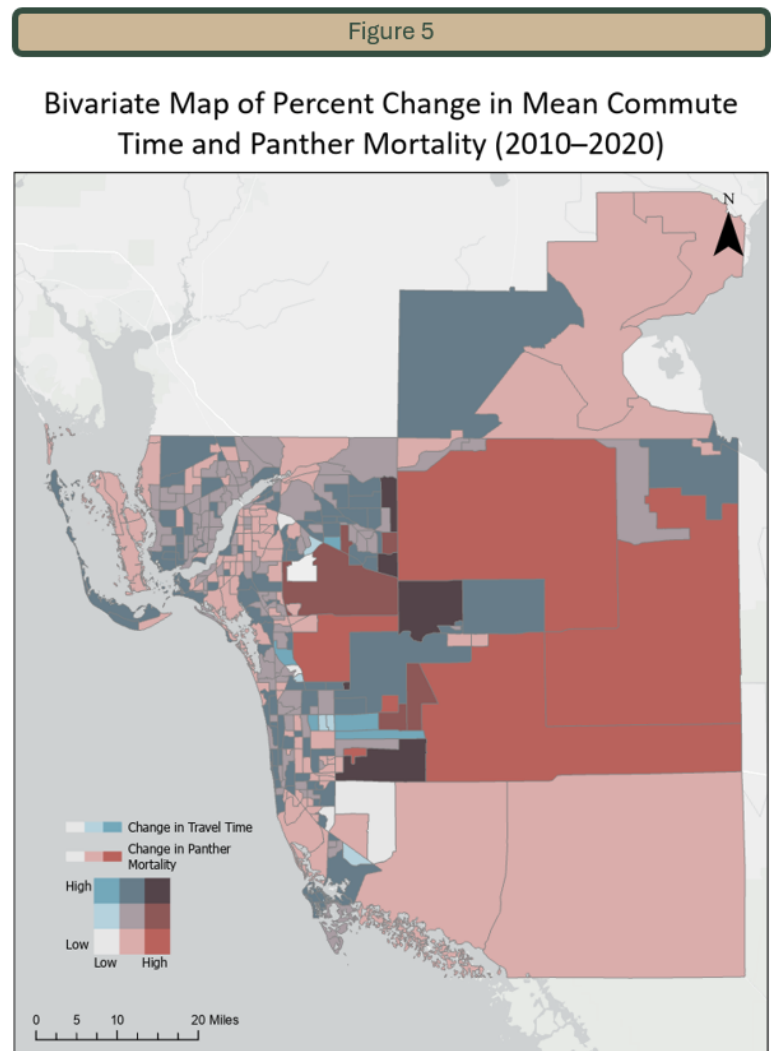 Figure 5
Bivariate Map of Percent Change in Mean Commute
Time and Panther Mortality (2010–2020)
N
Change in Travel Time
Change in Panther
Mortality
High
Low
Low High
0 5 10 20 Miles